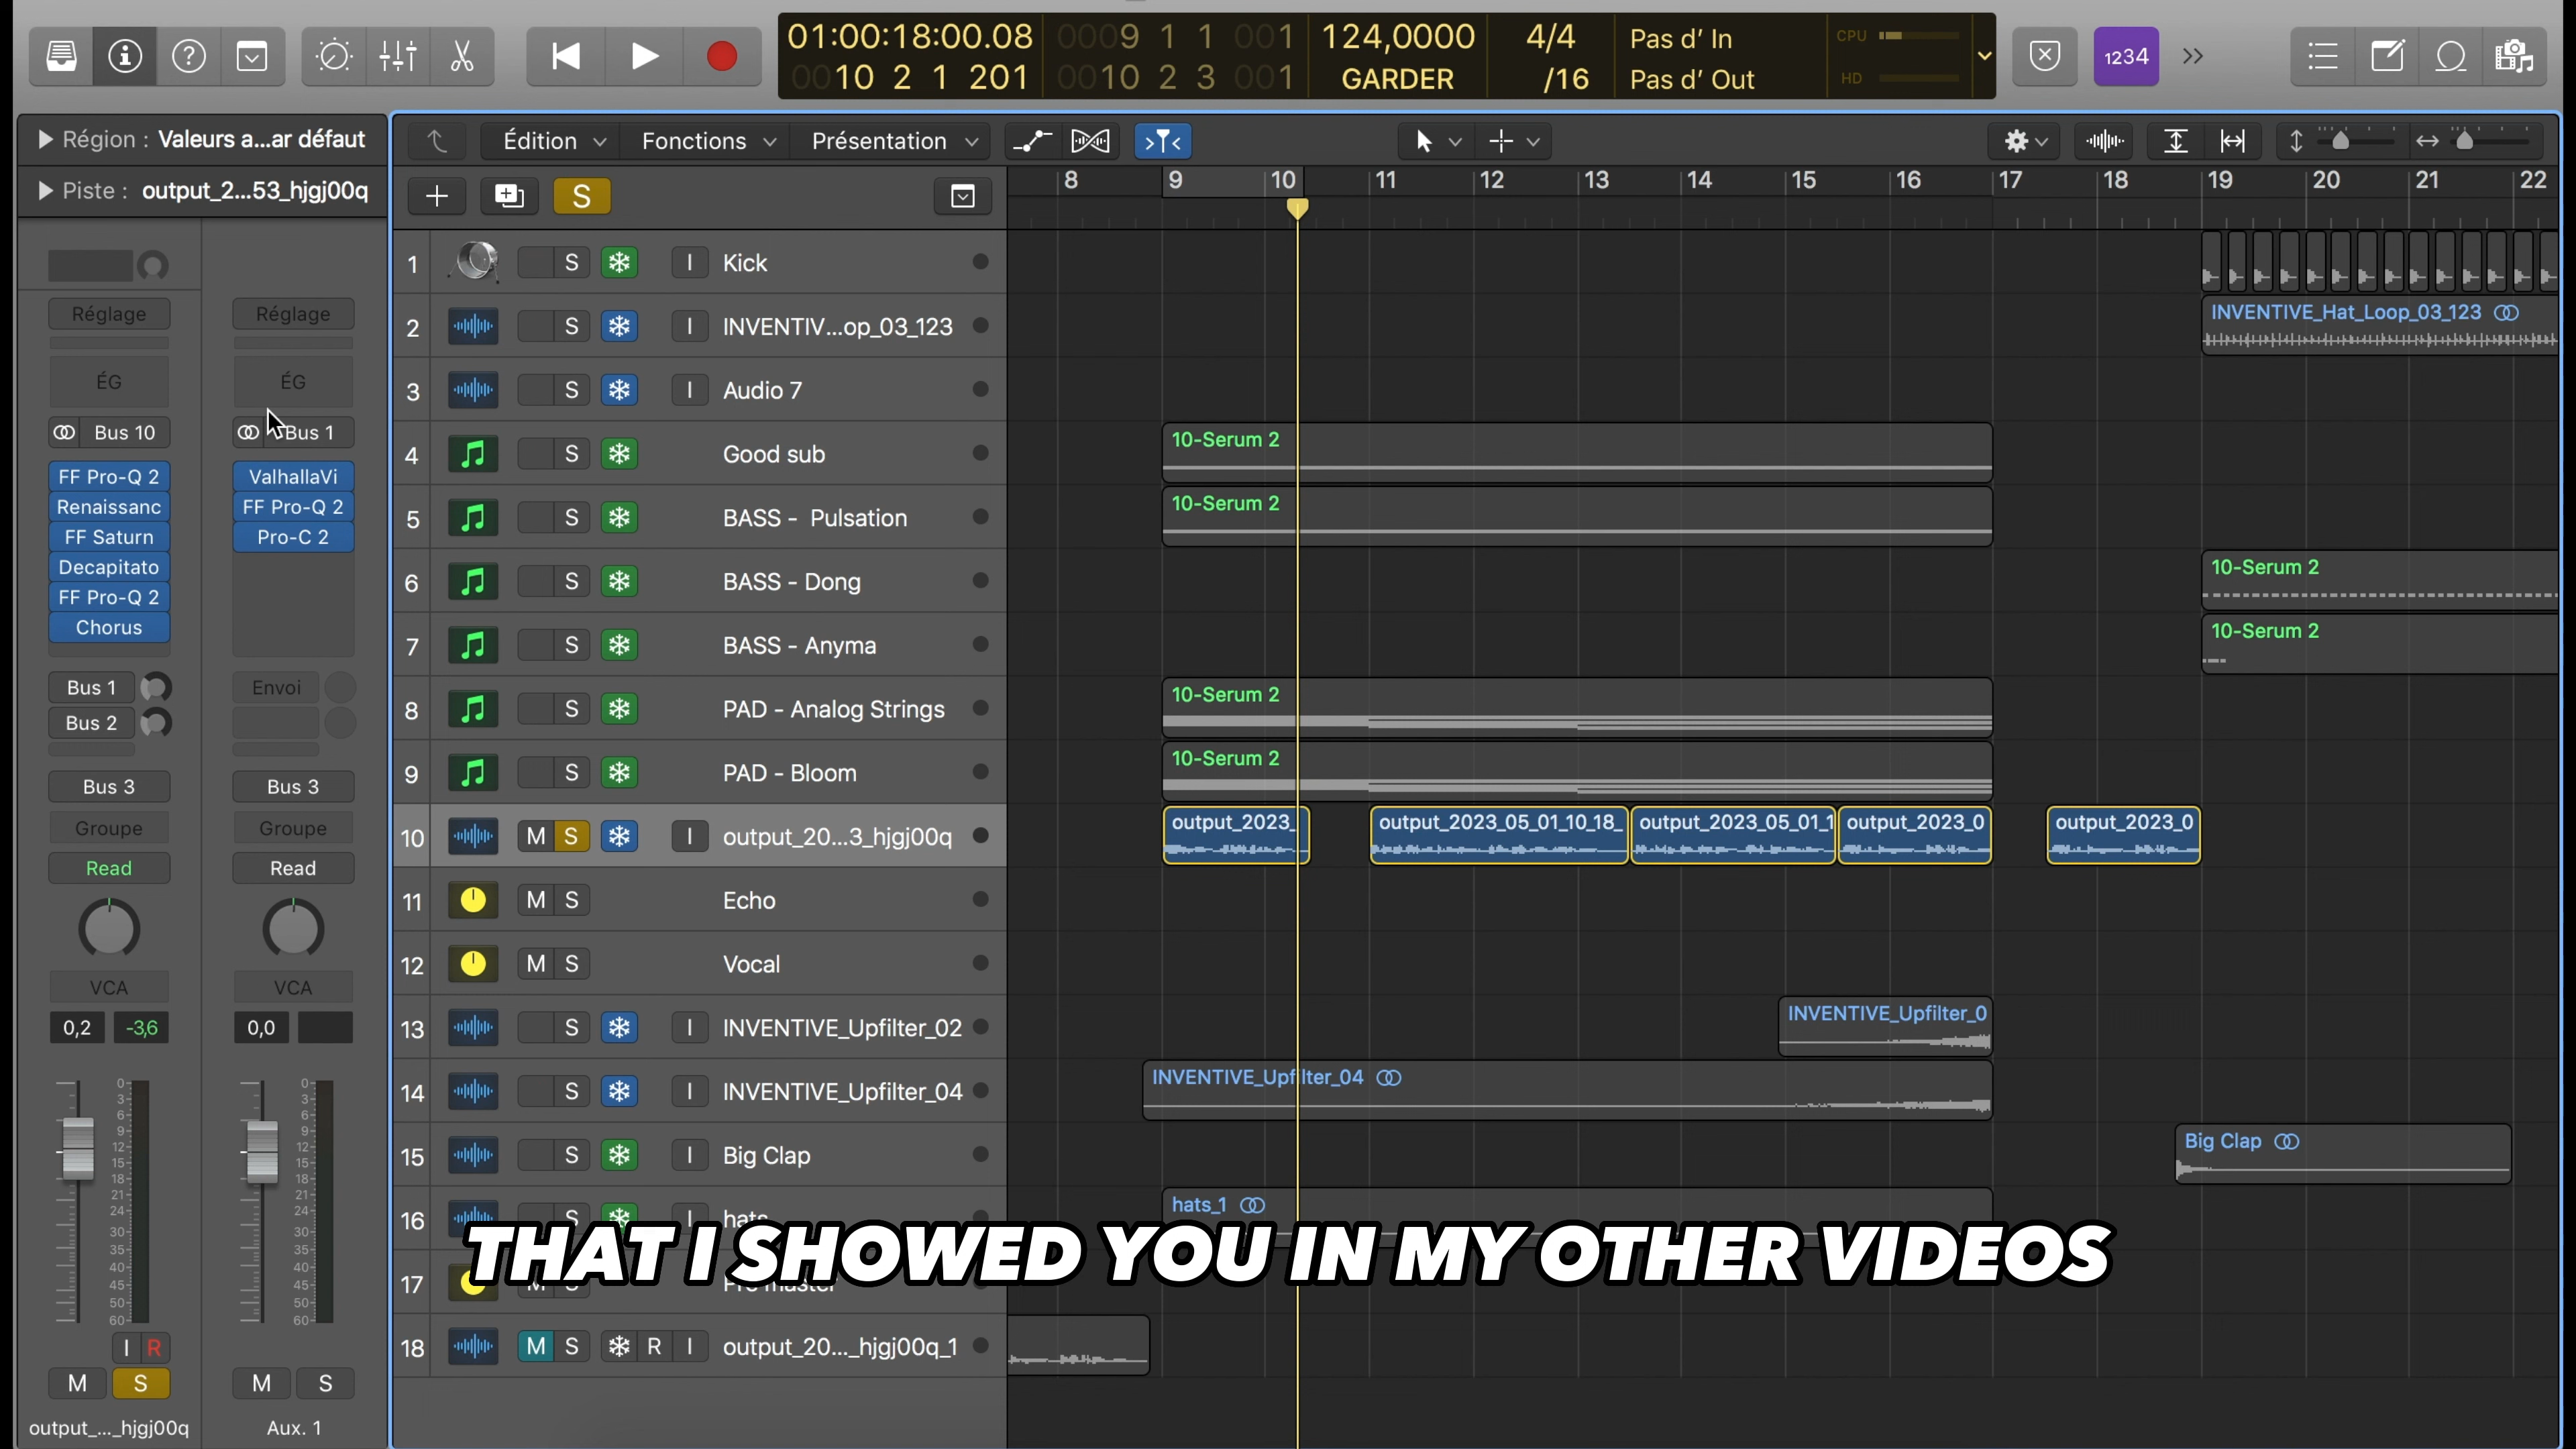 01:00:18:00.08 0009 1 1 001 124,0000 4/4 Pas d' In CPU
0010 2 1 201 0010 2 3 001 GARDER /16 Pas d' Out HD
1234
Région : Valeurs a...ar défaut
Édition Fonctions Présentation
Piste : output_2...53_hjgj00q
S
8 9 10 11 12 13 14 15 16 17 18 19 20 21 22
Réglage Réglage
ÉG ÉG
Bus 10 Bus 1
FF Pro-Q 2 ValhallaVi
Renaissanc FF Pro-Q 2
FF Saturn Pro-C 2
Decapitato
FF Pro-Q 2
Chorus
Bus 1 Envoi
Bus 2
Bus 3 Bus 3
Groupe Groupe
Read Read
VCA VCA
0,2 -3,6 0,0
0- 3- 6- 9- 12- 15- 18- 21- 24- 30- 35- 40- 45- 50- 60-
0- 3- 6- 9- 12- 15- 18- 21- 24- 30- 35- 40- 45- 50- 60-
I R
M S M S
output_..._hjgj00q Aux. 1
1 S I Kick
2 S I INVENTIV...op_03_123 INVENTIVE_Hat_Loop_03_123
3 S I Audio 7
4 S Good sub 10-Serum 2
5 S BASS - Pulsation 10-Serum 2
6 S BASS - Dong 10-Serum 2
7 S BASS - Anyma 10-Serum 2
8 S PAD - Analog Strings 10-Serum 2
9 S PAD - Bloom 10-Serum 2
10 M S I output_20...3_hjgj00q output_2023_ output_2023_05_01_10_18_ output_2023_05_01_1 output_2023_0 output_2023_0
11 M S Echo
12 M S Vocal
13 S I INVENTIVE_Upfilter_02 INVENTIVE_Upfilter_0
14 S I INVENTIVE_Upfilter_04 INVENTIVE_Upfilter_04
15 S I Big Clap Big Clap
16 S I hats hats_1
THAT I SHOWED YOU IN MY OTHER VIDEOS
17 M S Pre master
18 M S R I output_20..._hjgj00q_1